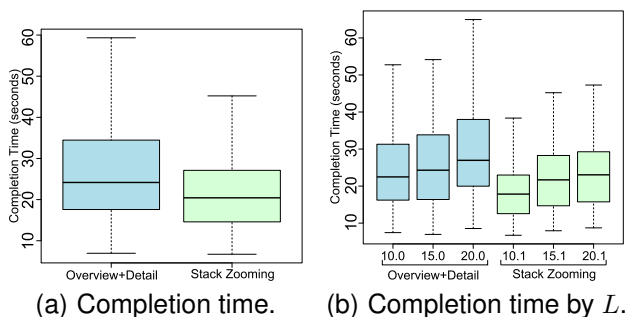 Completion Time (seconds)
60
50
40
30
20
10
Overview+Detail
Stack Zooming
(a) Completion time.
Completion Time (seconds)
60
50
40
30
20
10
10.0 15.0 20.0 10.1 15.1 20.1
Overview+Detail
Stack Zooming
(b) Completion time by L.